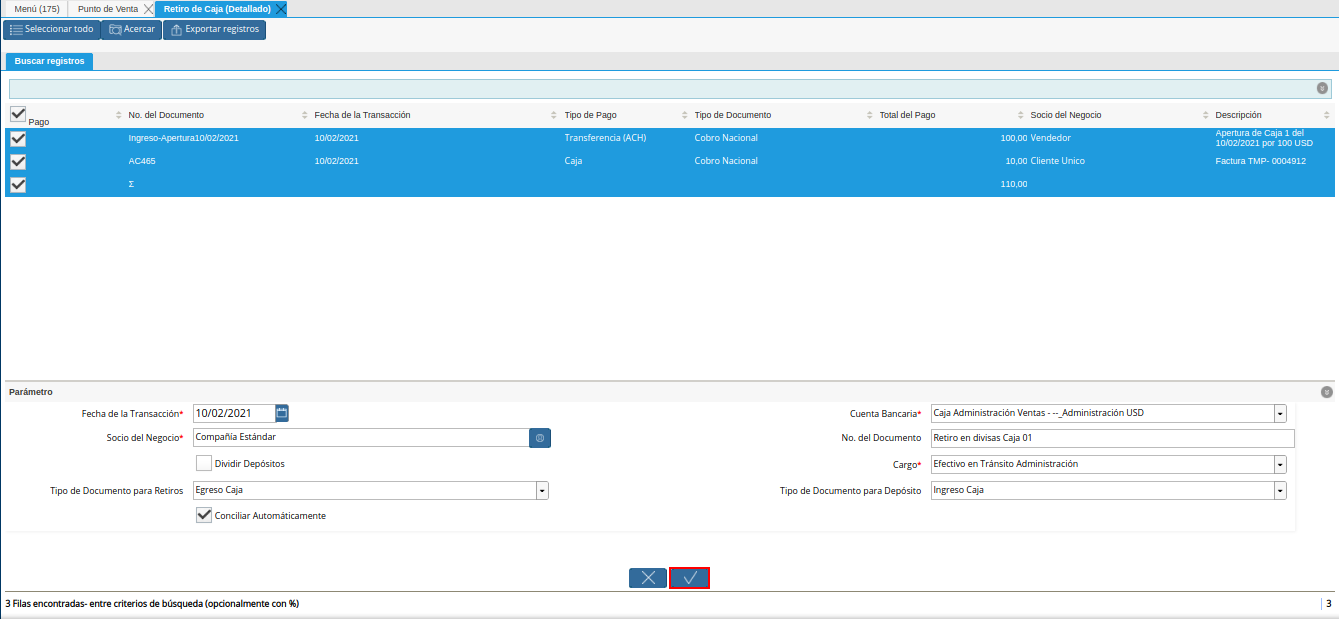 Menú (175) Punto de Venta Retiro de Caja (Detallado)
Seleccionar todo Acercar Exportar registros
Buscar registros
Pago No. del Documento Fecha de la Transacción Tipo de Pago Tipo de Documento Total del Pago Socio del Negocio Descripción
Ingreso-Apertura10/02/2021 10/02/2021 Transferencia (ACH) Cobro Nacional 100,00 Vendedor Apertura de Caja 1 del
10/02/2021 por 100 USD
AC465 10/02/2021 Caja Cobro Nacional 10,00 Cliente Unico Factura TMP- 0004912
Σ 110,00
Parámetro
Fecha de la Transacción* 10/02/2021 Cuenta Bancaria* Caja Administración Ventas - --_Administración USD
Socio del Negocio* Compañía Estándar No. del Documento Retiro en divisas Caja 01
Dividir Depósitos Cargo* Efectivo en Tránsito Administración
Tipo de Documento para Retiros Egreso Caja Tipo de Documento para Depósito Ingreso Caja
Conciliar Automáticamente
3 Filas encontradas- entre criterios de búsqueda (opcionalmente con %) 3